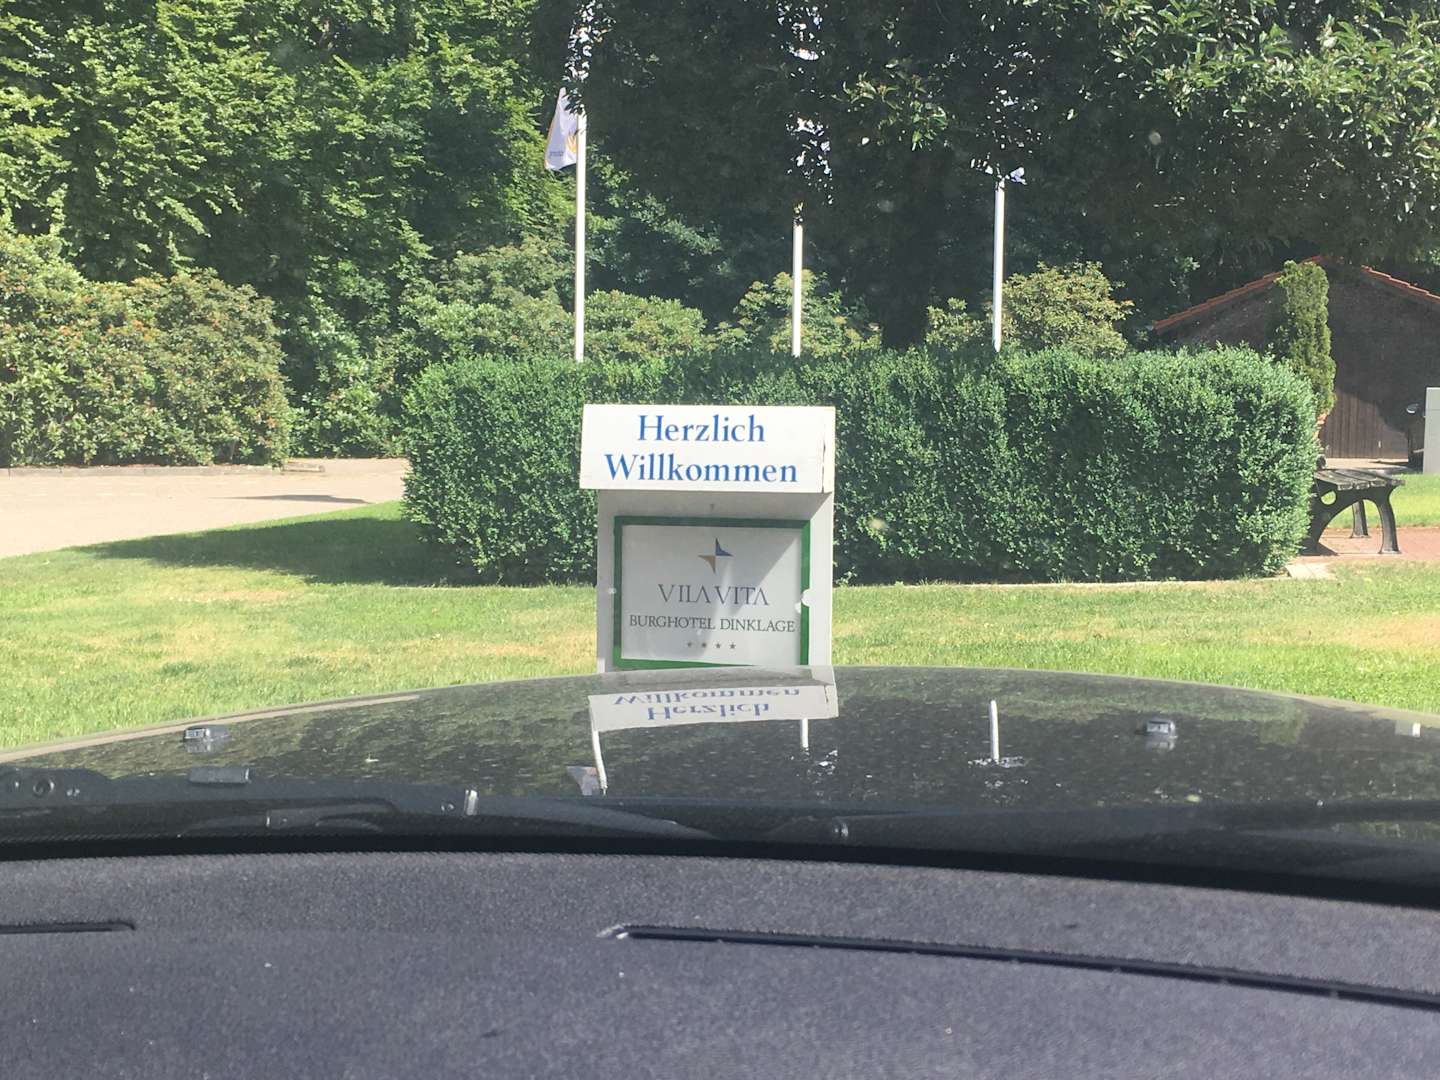 Herzlich
Willkommen
VILA VITA
BURGHOTEL DINKLAGE